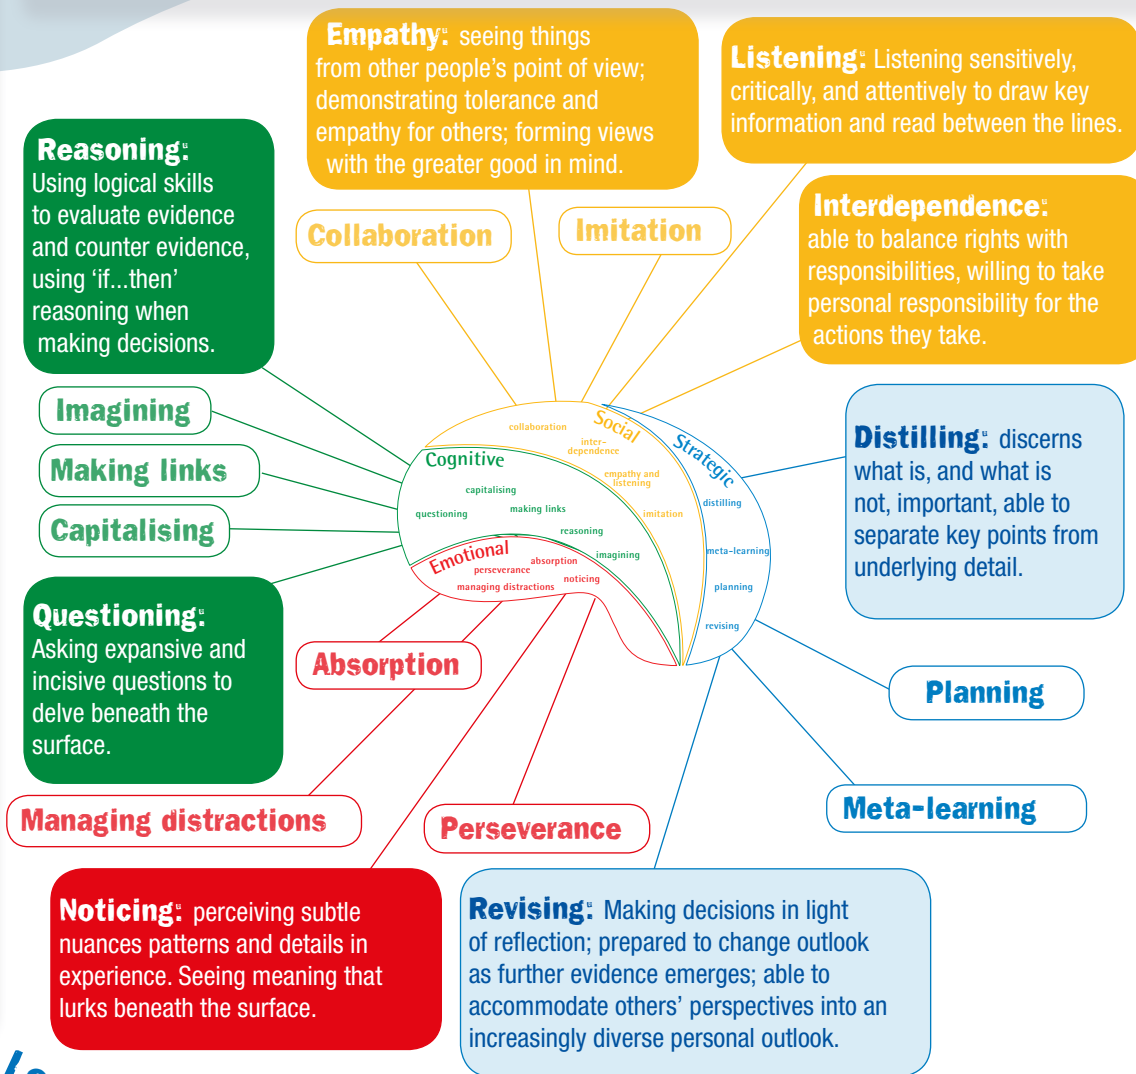 Empathy: seeing things
from other people's point of view;
demonstrating tolerance and
empathy for others; forming views
with the greater good in mind.
Listening: Listening sensitively,
critically, and attentively to draw key
information and read between the lines.
Reasoning:
Using logical skills
to evaluate evidence
and counter evidence,
using ‘if...then’
reasoning when
making decisions.
Collaboration
Imitation
Interdependence:
able to balance rights with
responsibilities, willing to take
personal responsibility for the
actions they take.
Imagining
Making links
Capitalising
Social
collaboration
inter-
dependence
empathy and
listening
imitation
Cognitive
capitalising
questioning
making links
reasoning
imagining
Strategic
distilling
meta-learning
planning
revising
Emotional
absorption
perseverance
noticing
managing distractions
Distilling: discerns
what is, and what is
not, important, able to
separate key points from
underlying detail.
Questioning:
Asking expansive and
incisive questions to
delve beneath the
surface.
Absorption
Planning
Managing distractions
Perseverance
Meta-learning
Noticing: perceiving subtle
nuances patterns and details in
experience. Seeing meaning that
lurks beneath the surface.
Revising: Making decisions in light
of reflection; prepared to change outlook
as further evidence emerges; able to
accommodate others’ perspectives into an
increasingly diverse personal outlook.